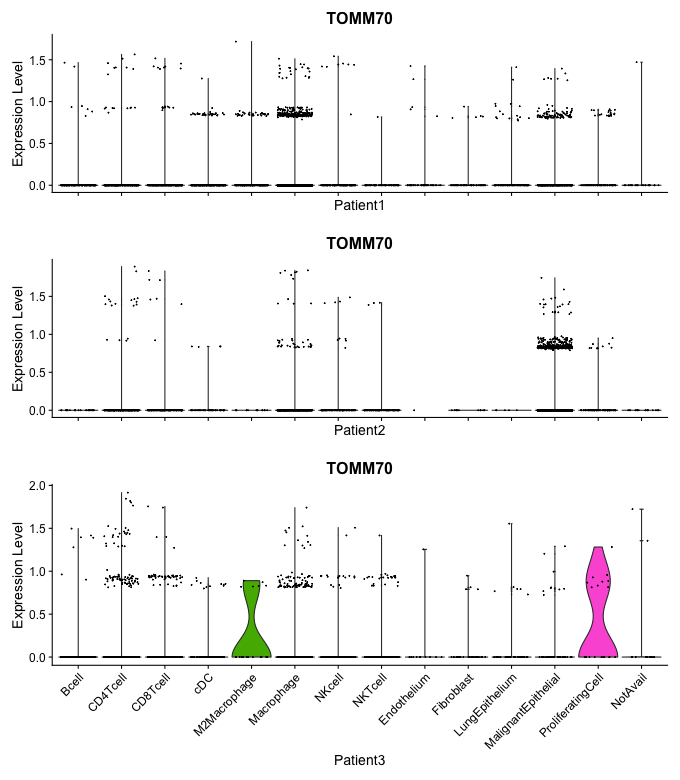 TOMM70
Expression Level
1.5
1.0
0.5
0.0
Patient1
TOMM70
Expression Level
1.5
1.0
0.5
0.0
Patient2
TOMM70
Expression Level
2.0
1.5
1.0
0.5
0.0
Bcell
CD4Tcell
CD8Tcell
cDC
M2Macrophage
Macrophage
NKcell
NKTcell
Endothelium
Fibroblast
LungEpithelium
MalignantEpithelial
ProliferatingCell
NotAvail
Patient3